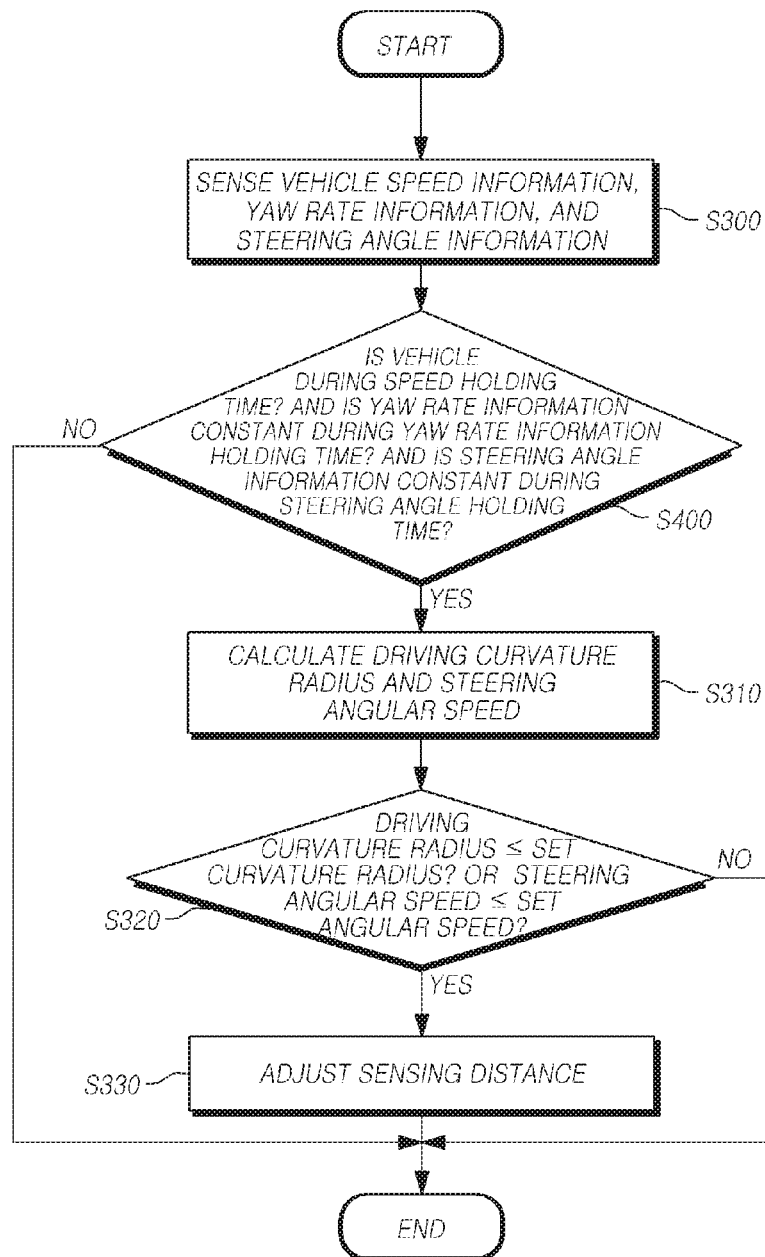 START
SENSE VEHICLE SPEED INFORMATION,
YAW RATE INFORMATION, AND
STEERING ANGLE INFORMATION
S300
IS VEHICLE
DURING SPEED HOLDING
TIME? AND IS YAW RATE INFORMATION
CONSTANT DURING YAW RATE INFORMATION
HOLDING TIME? AND IS STEERING ANGLE
INFORMATION CONSTANT DURING
STEERING ANGLE HOLDING
TIME?
NO
S400
YES
CALCULATE DRIVING CURVATURE
RADIUS AND STEERING
ANGULAR SPEED
S310
DRIVING
CURVATURE RADIUS ≤ SET
CURVATURE RADIUS? OR STEERING
ANGULAR SPEED ≤ SET
ANGULAR SPEED?
NO
S320
YES
ADJUST SENSING DISTANCE
S330
END